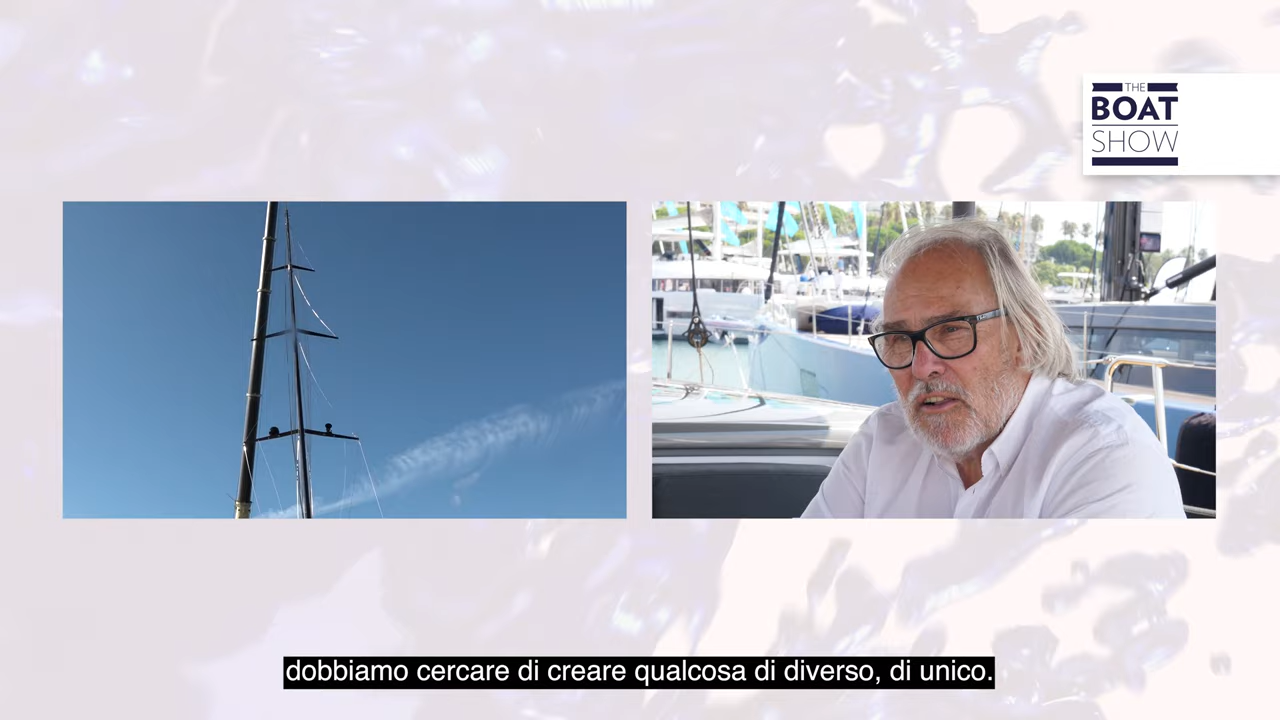 THE
BOAT
SHOW
dobbiamo cercare di creare qualcosa di diverso, di unico.